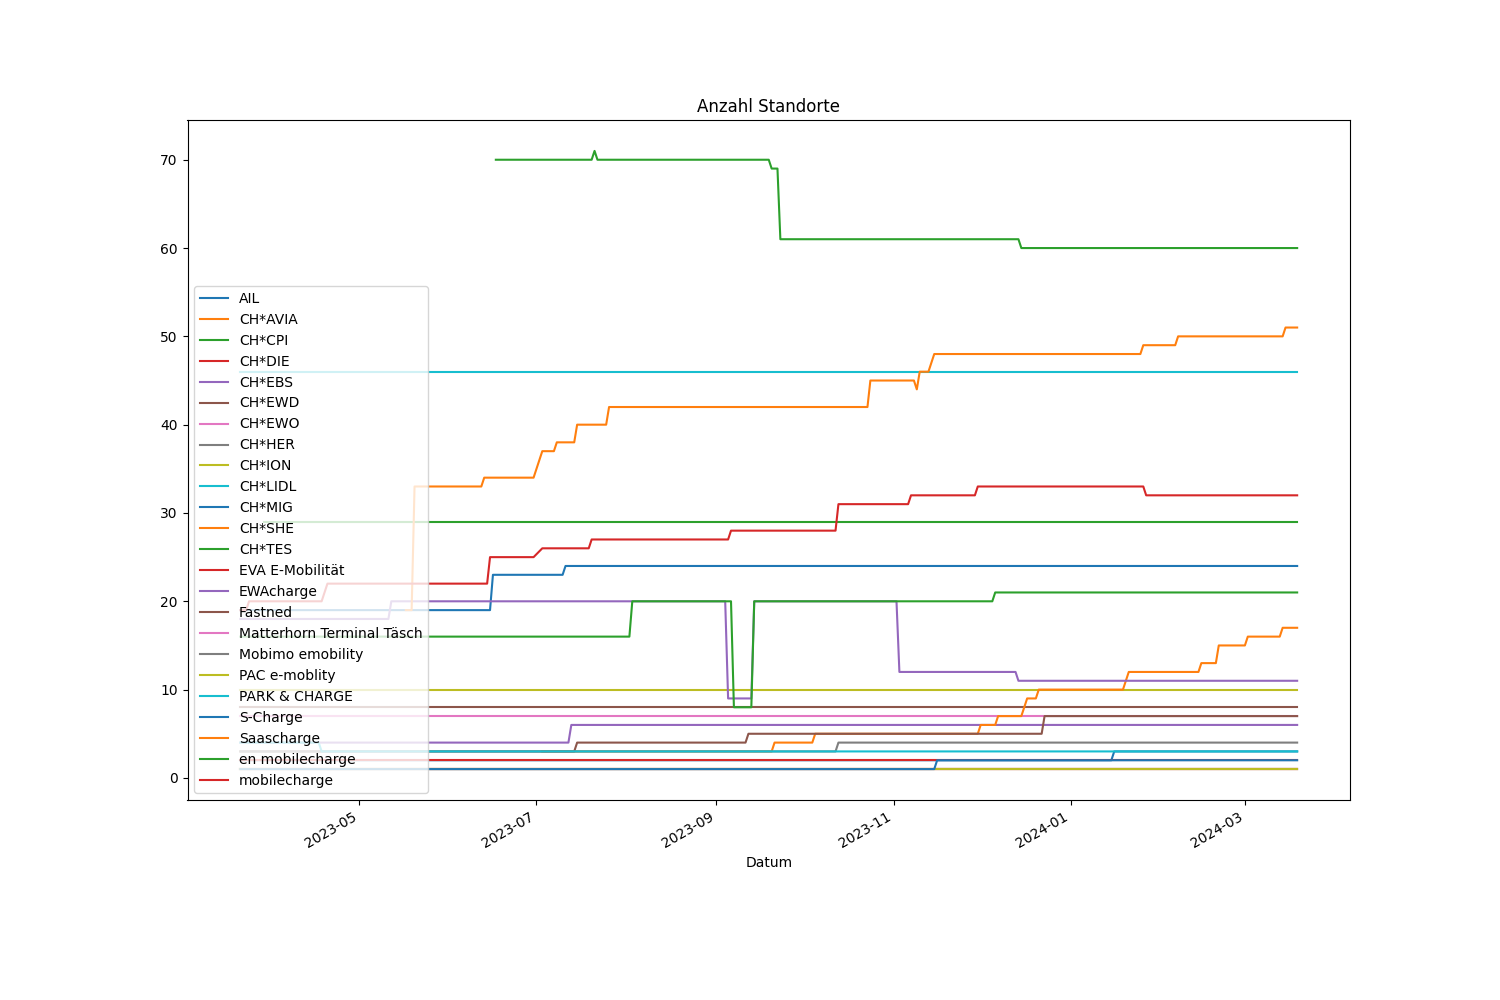 Anzahl Standorte
70
60
50
40
30
20
10
0
AIL
CH*AVIA
CH*CPI
CH*DIE
CH*EBS
CH*EWD
CH*EWO
CH*HER
CH*ION
CH*LIDL
CH*MIG
CH*SHE
CH*TES
EVA E-Mobilität
EWAcharge
Fastned
Matterhorn Terminal Täsch
Mobimo emobility
PAC e-moblity
PARK & CHARGE
S-Charge
Saascharge
en mobilecharge
mobilecharge
2023-05
2023-07
2023-09
2023-11
2024-01
2024-03
Datum